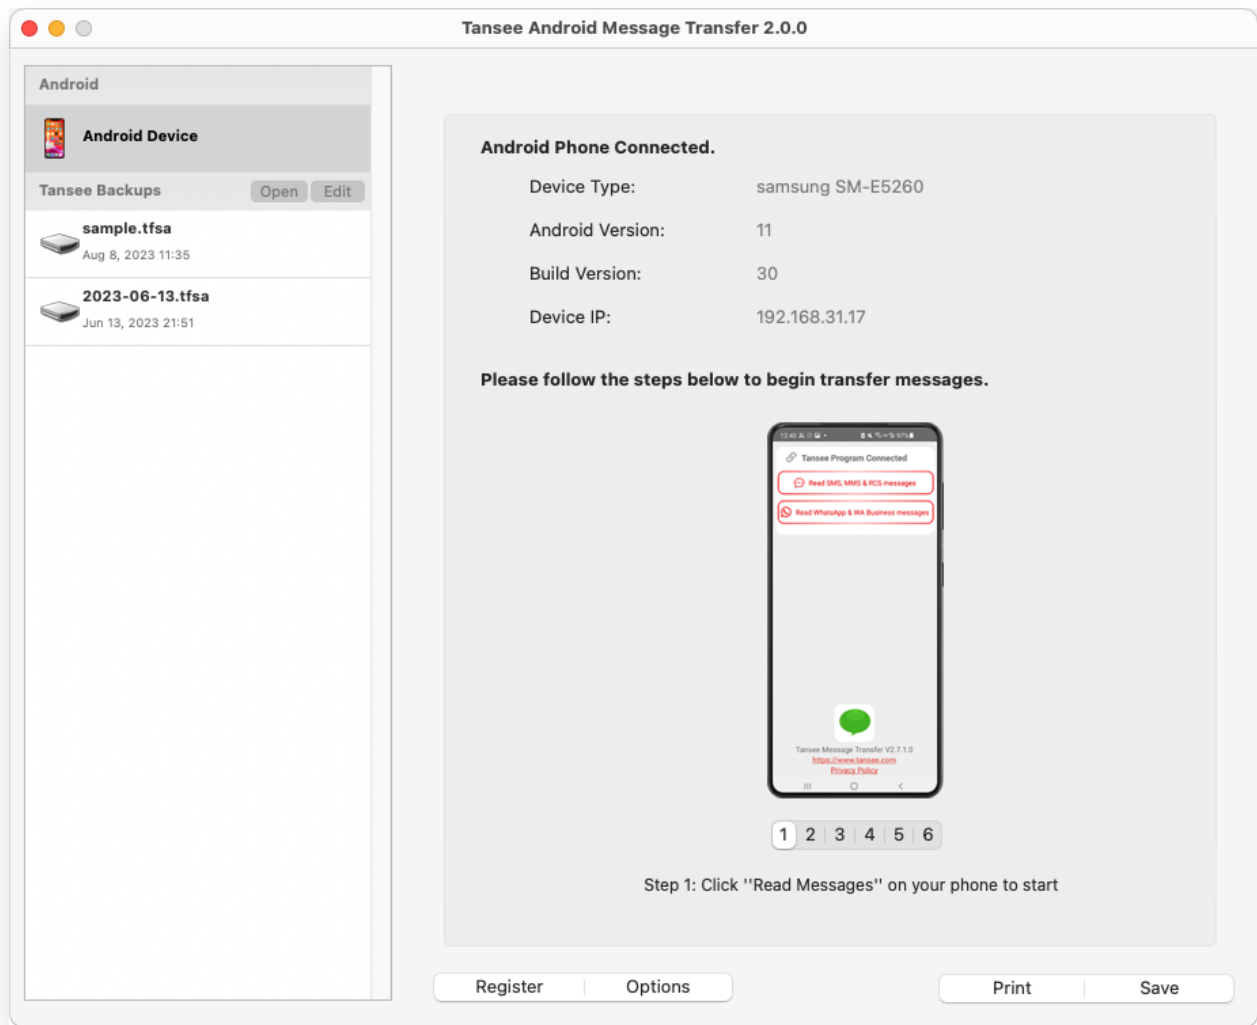 Tansee Android Message Transfer 2.0.0
Android
Android Device
Tansee Backups Open Edit
sample.tfsa
Aug 8, 2023 11:35
2023-06-13.tfsa
Jun 13, 2023 21:51
Android Phone Connected.
Device Type: samsung SM-E5260
Android Version: 11
Build Version: 30
Device IP: 192.168.31.17
Please follow the steps below to begin transfer messages.
12:40 97%
Tansee Program Connected
Read SMS, MMS & RCS messages
Read WhatsApp & WA Business messages
Tansee Message Transfer V2.7.1.0
https://www.tansee.com
Privacy Policy
1 2 3 4 5 6
Step 1: Click ''Read Messages'' on your phone to start
Register Options Print Save